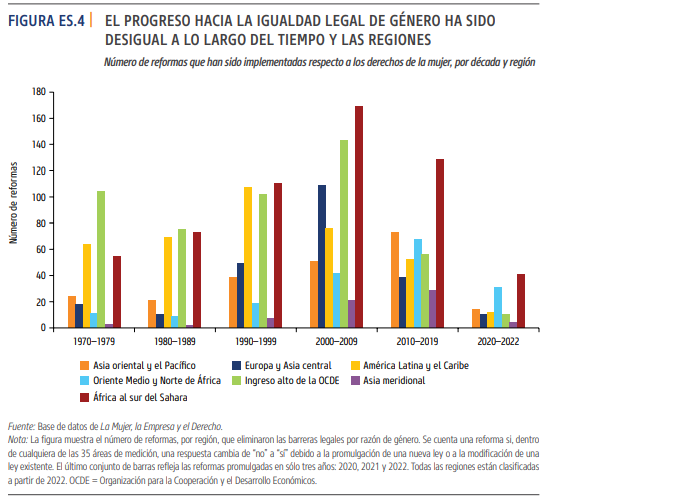 FIGURA ES.4 | EL PROGRESO HACIA LA IGUALDAD LEGAL DE GÉNERO HA SIDO
DESIGUAL A LO LARGO DEL TIEMPO Y LAS REGIONES
Número de reformas que han sido implementadas respecto a los derechos de la mujer, por década y región
Número de reformas
180
160
140
120
100
80
60
40
20
0
1970–1979 1980–1989 1990–1999 2000–2009 2010–2019 2020–2022
Asia oriental y el Pacífico Europa y Asia central América Latina y el Caribe
Oriente Medio y Norte de África Ingreso alto de la OCDE Asia meridional
África al sur del Sahara
Fuente: Base de datos de La Mujer, la Empresa y el Derecho.
Nota: La figura muestra el número de reformas, por región, que eliminaron las barreras legales por razón de género. Se cuenta una reforma si, dentro
de cualquiera de las 35 áreas de medición, una respuesta cambia de “no” a “sí” debido a la promulgación de una nueva ley o a la modificación de una
ley existente. El último conjunto de barras refleja las reformas promulgadas en sólo tres años: 2020, 2021 y 2022. Todas las regiones están clasificadas
a partir de 2022. OCDE = Organización para la Cooperación y el Desarrollo Económicos.